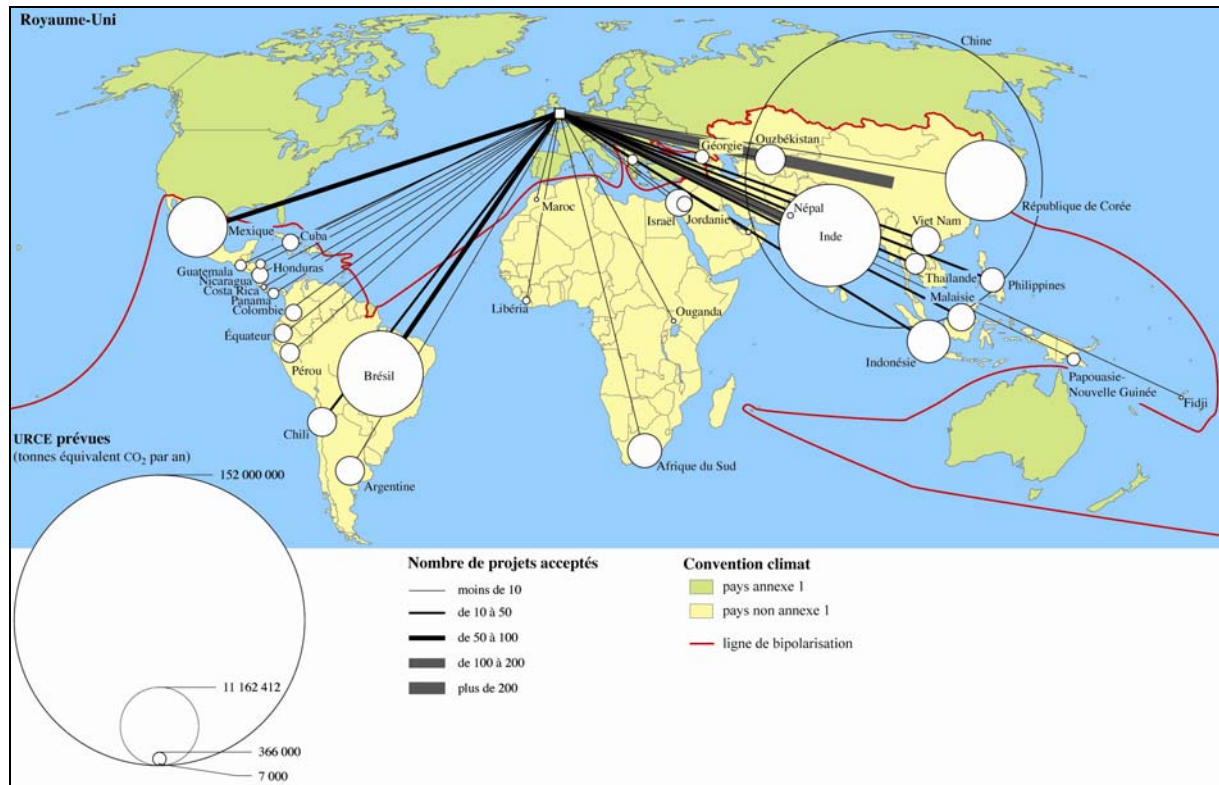 Royaume-Uni
Chine
Géorgie
Ouzbékistan
Maroc
Israël
Jordanie
Népal
République de Corée
Mexique
Cuba
Inde
Viet Nam
Guatemala
Honduras
Nicaragua
Costa Rica
Panama
Colombie
Thaïlande
Philippines
Libéria
Ouganda
Malaisie
Équateur
Pérou
Brésil
Indonésie
Papouasie-
Nouvelle Guinée
Fidji
Chili
Argentine
Afrique du Sud
URCE prévues
(tonnes équivalent CO₂ par an)
152 000 000
11 162 412
366 000
7 000
Nombre de projets acceptés
moins de 10
de 10 à 50
de 50 à 100
de 100 à 200
plus de 200
Convention climat
pays annexe 1
pays non annexe 1
ligne de bipolarisation